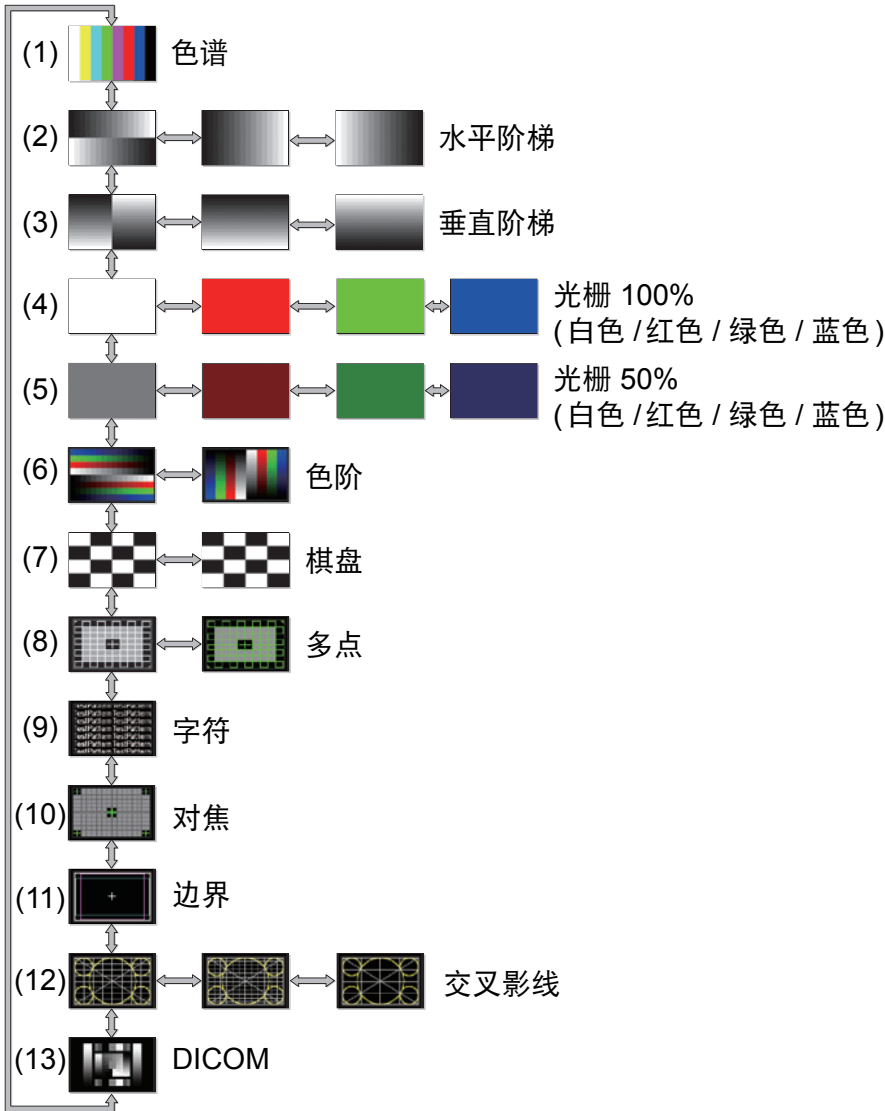 (1) 色谱
(2) 水平阶梯
(3) 垂直阶梯
(4) 光栅 100%
(白色 /红色 / 绿色 / 蓝色)
(5) 光栅 50%
(白色 /红色 / 绿色 / 蓝色)
(6) 色阶
(7) 棋盘
(8) 多点
(9) 字符
(10) 对焦
(11) 边界
(12) 交叉影线
(13) DICOM